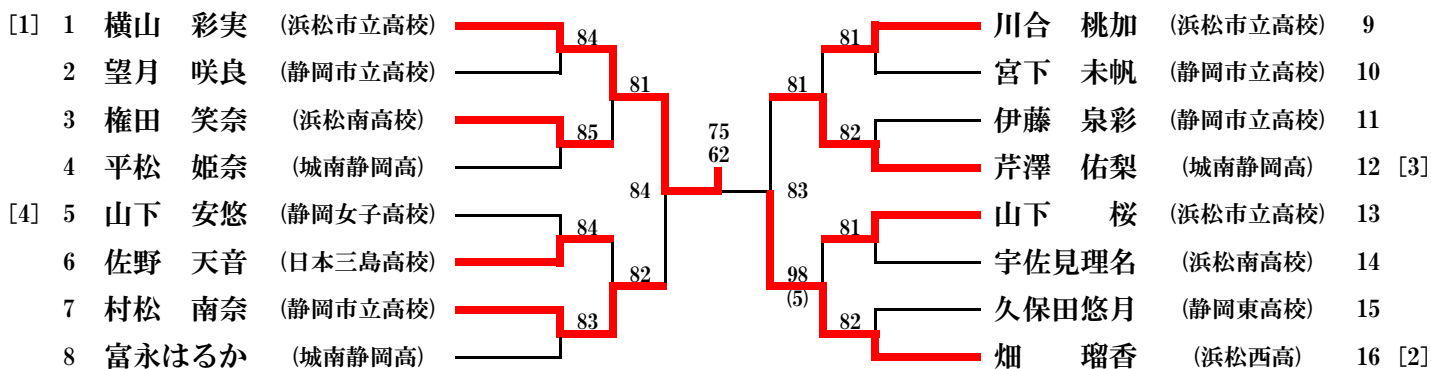 [1] 1 横山 彩実 (浜松市立高校)
2 望月 咲良 (静岡市立高校)
3 権田 笑奈 (浜松南高校)
4 平松 姫奈 (城南静岡高)
[4] 5 山下 安悠 (静岡女子高校)
6 佐野 天音 (日本三島高校)
7 村松 南奈 (静岡市立高校)
8 富永はるか (城南静岡高)
84
85
84
83
81
82
84
75
62
83
81
98
(5)
81
82
81
82
川合 桃加 (浜松市立高校) 9
宮下 未帆 (静岡市立高校) 10
伊藤 泉彩 (静岡市立高校) 11
芹澤 佑梨 (城南静岡高) 12 [3]
山下 桜 (浜松市立高校) 13
宇佐見理名 (浜松南高校) 14
久保田悠月 (静岡東高校) 15
畑 瑠香 (浜松西高) 16 [2]